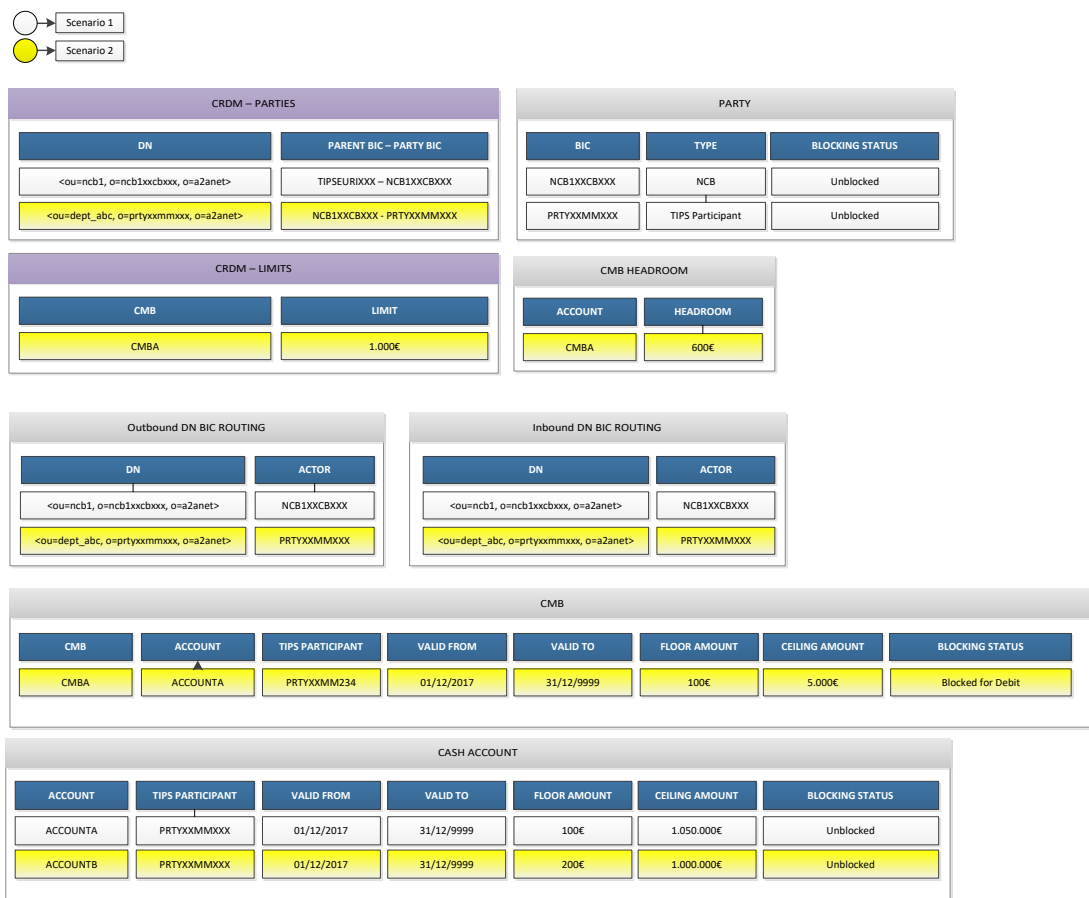 Scenario 1
Scenario 2
CRDM – PARTIES
DN PARENT BIC – PARTY BIC
<ou=ncb1, o=ncb1xxcbxxx, o=a2anet> TIPSEURIXXX – NCB1XXCBXXX
<ou=dept_abc, o=prtyxxmmxxx, o=a2anet> NCB1XXCBXXX - PRTYXXMMXXX
PARTY
BIC TYPE BLOCKING STATUS
NCB1XXCBXXX NCB Unblocked
PRTYXXMMXXX TIPS Participant Unblocked
CRDM – LIMITS
CMB LIMIT
CMBA 1.000€
CMB HEADROOM
ACCOUNT HEADROOM
CMBA 600€
Outbound DN BIC ROUTING
DN ACTOR
<ou=ncb1, o=ncb1xxcbxxx, o=a2anet> NCB1XXCBXXX
<ou=dept_abc, o=prtyxxmmxxx, o=a2anet> PRTYXXMMXXX
Inbound DN BIC ROUTING
DN ACTOR
<ou=ncb1, o=ncb1xxcbxxx, o=a2anet> NCB1XXCBXXX
<ou=dept_abc, o=prtyxxmmxxx, o=a2anet> PRTYXXMMXXX
CMB
CMB ACCOUNT TIPS PARTICIPANT VALID FROM VALID TO FLOOR AMOUNT CEILING AMOUNT BLOCKING STATUS
CMBA ACCOUNTA PRTYXXMM234 01/12/2017 31/12/9999 100€ 5.000€ Blocked for Debit
CASH ACCOUNT
ACCOUNT TIPS PARTICIPANT VALID FROM VALID TO FLOOR AMOUNT CEILING AMOUNT BLOCKING STATUS
ACCOUNTA PRTYXXMMXXX 01/12/2017 31/12/9999 100€ 1.050.000€ Unblocked
ACCOUNTB PRTYXXMMXXX 01/12/2017 31/12/9999 200€ 1.000.000€ Unblocked